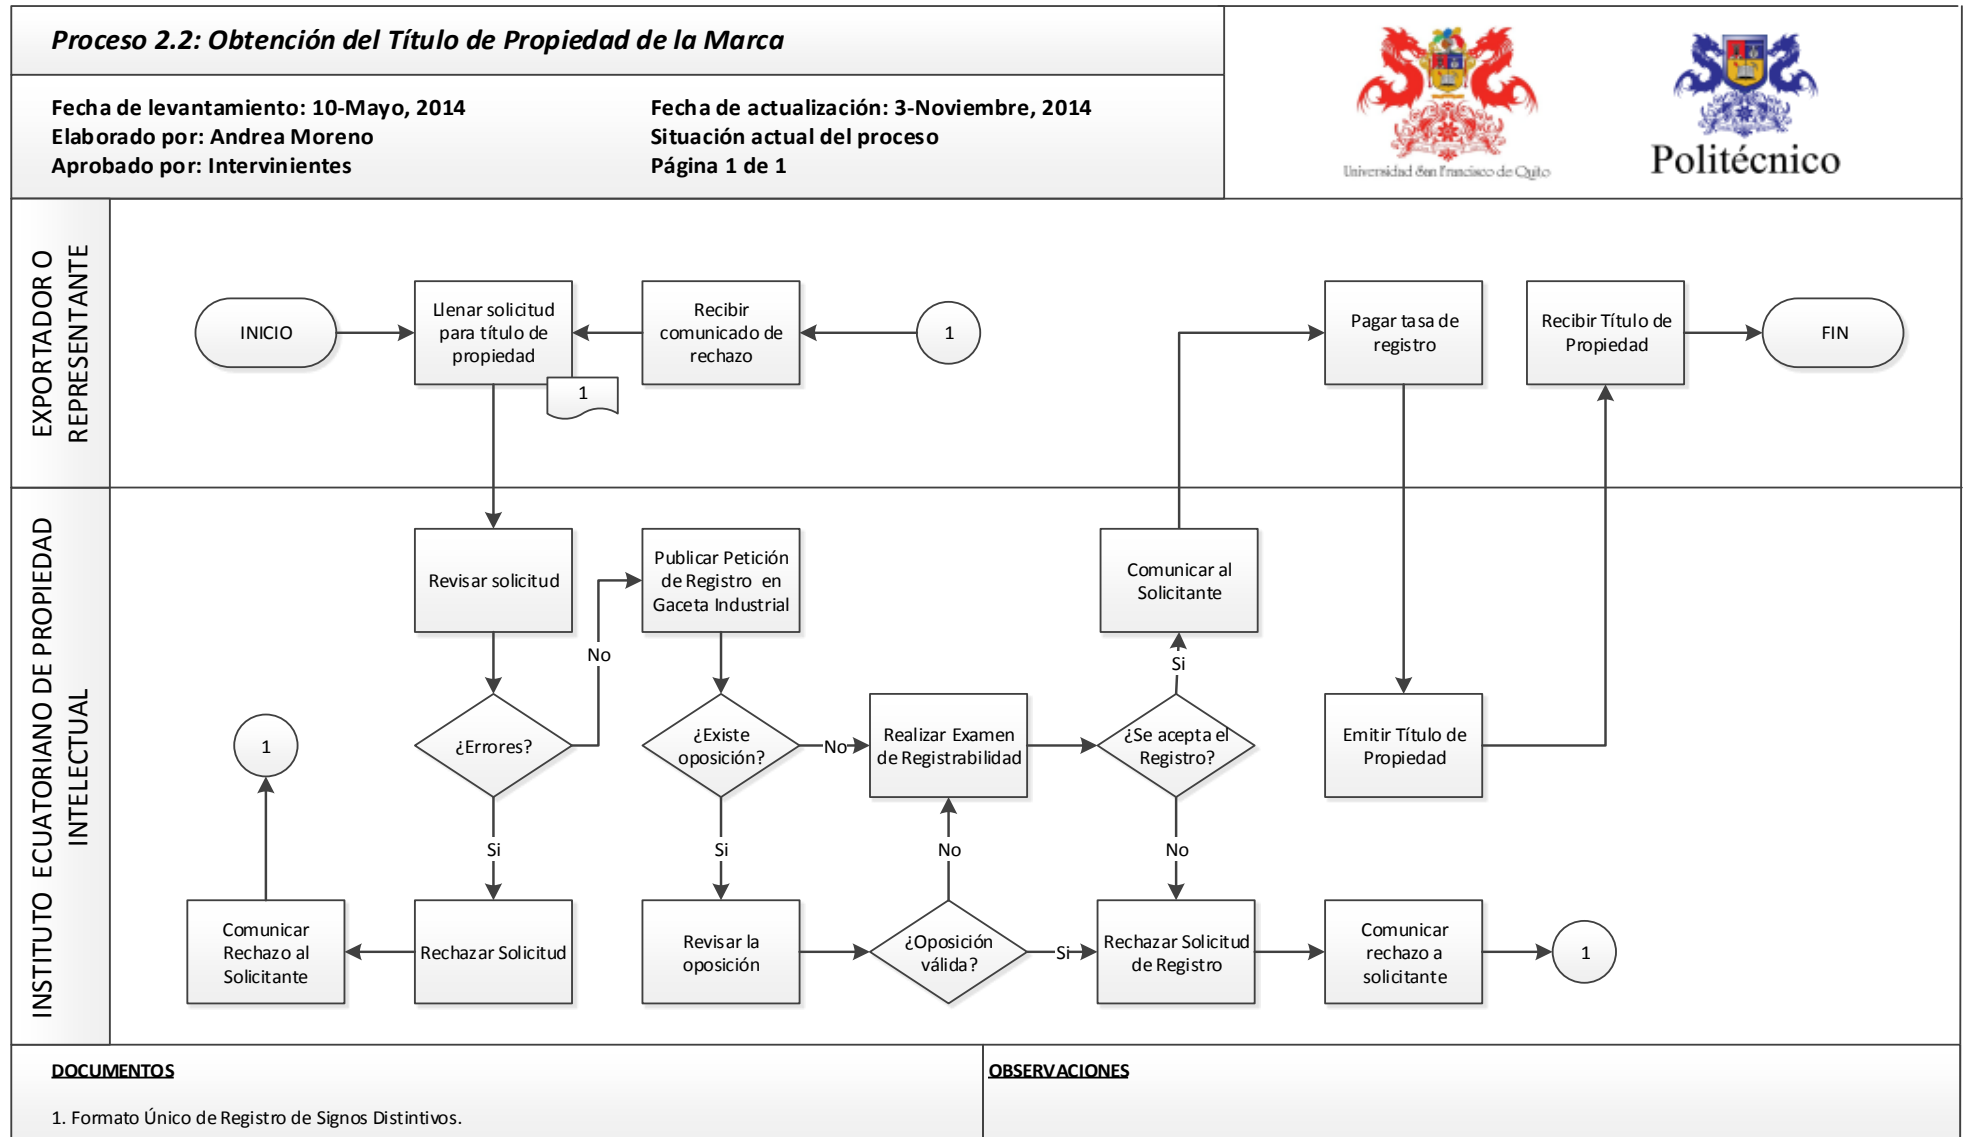 Proceso 2.2: Obtención del Título de Propiedad de la Marca
Fecha de levantamiento: 10-Mayo, 2014
Elaborado por: Andrea Moreno
Aprobado por: Intervinientes
Fecha de actualización: 3-Noviembre, 2014
Situación actual del proceso
Página 1 de 1
Universidad San Francisco de Quito
Politécnico
EXPORTADOR O
REPRESENTANTE
INICIO
Llenar solicitud
para título de
propiedad
1
Recibir
comunicado de
rechazo
1
Pagar tasa de
registro
Recibir Título de
Propiedad
FIN
INSTITUTO ECUATORIANO DE PROPIEDAD
INTELECTUAL
Revisar solicitud
Publicar Petición
de Registro en
Gaceta Industrial
Comunicar al
Solicitante
No
Si
1
¿Errores?
¿Existe
oposición?
No
Realizar Examen
de Registrabilidad
¿Se acepta el
Registro?
Emitir Título de
Propiedad
Si
Si
No
No
Comunicar
Rechazo al
Solicitante
Rechazar Solicitud
Revisar la
oposición
¿Oposición
válida?
Si
Rechazar Solicitud
de Registro
Comunicar
rechazo a
solicitante
1
DOCUMENTOS
1. Formato Único de Registro de Signos Distintivos.
OBSERVACIONES